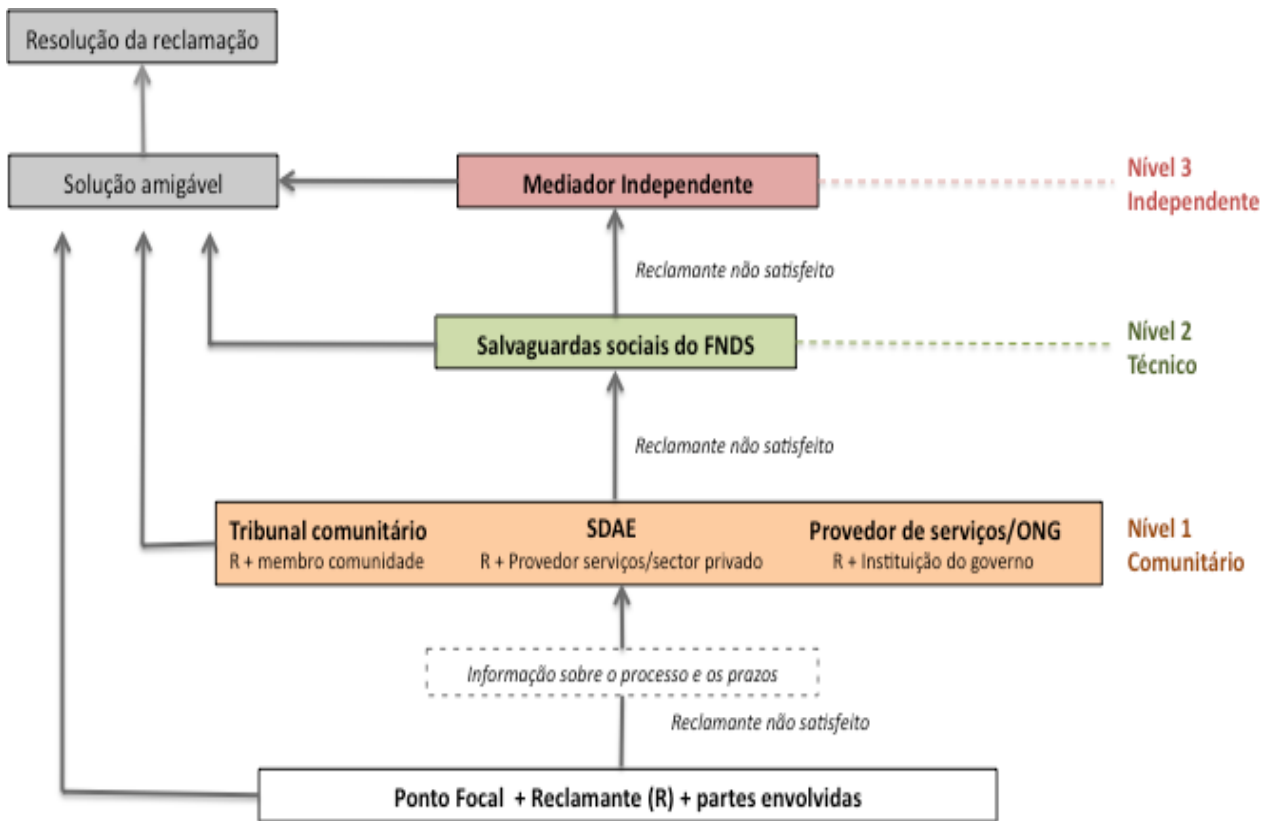 Resolução da reclamação
Solução amigável
Mediador Independente
Nível 3
Independente
Reclamante não satisfeito
Salvaguardas sociais do FNDS
Nível 2
Técnico
Reclamante não satisfeito
Tribunal comunitário
R + membro comunidade
SDAE
R + Provedor serviços/sector privado
Provedor de serviços/ONG
R + Instituição do governo
Nível 1
Comunitário
Informação sobre o processo e os prazos
Reclamante não satisfeito
Ponto Focal + Reclamante (R) + partes envolvidas